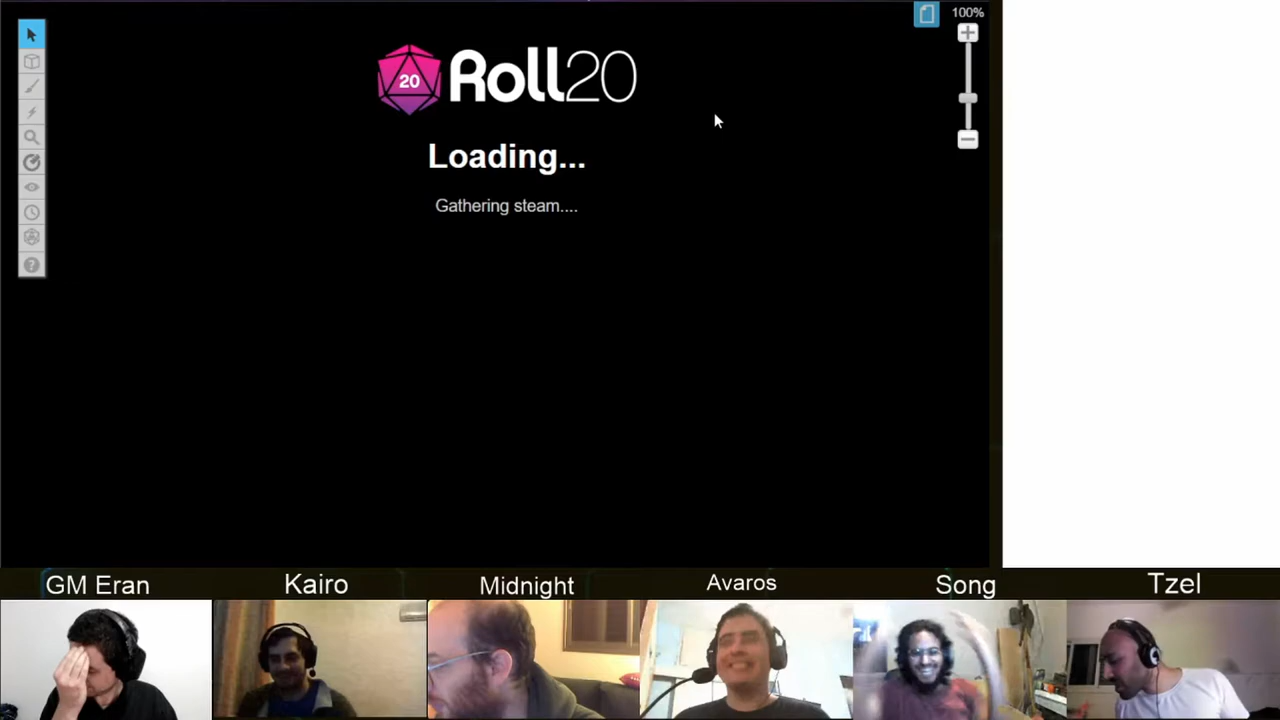 100%
20 Roll20
Loading...
Gathering steam....
GM Eran
Kairo
Midnight
Avaros
Song
Tzel